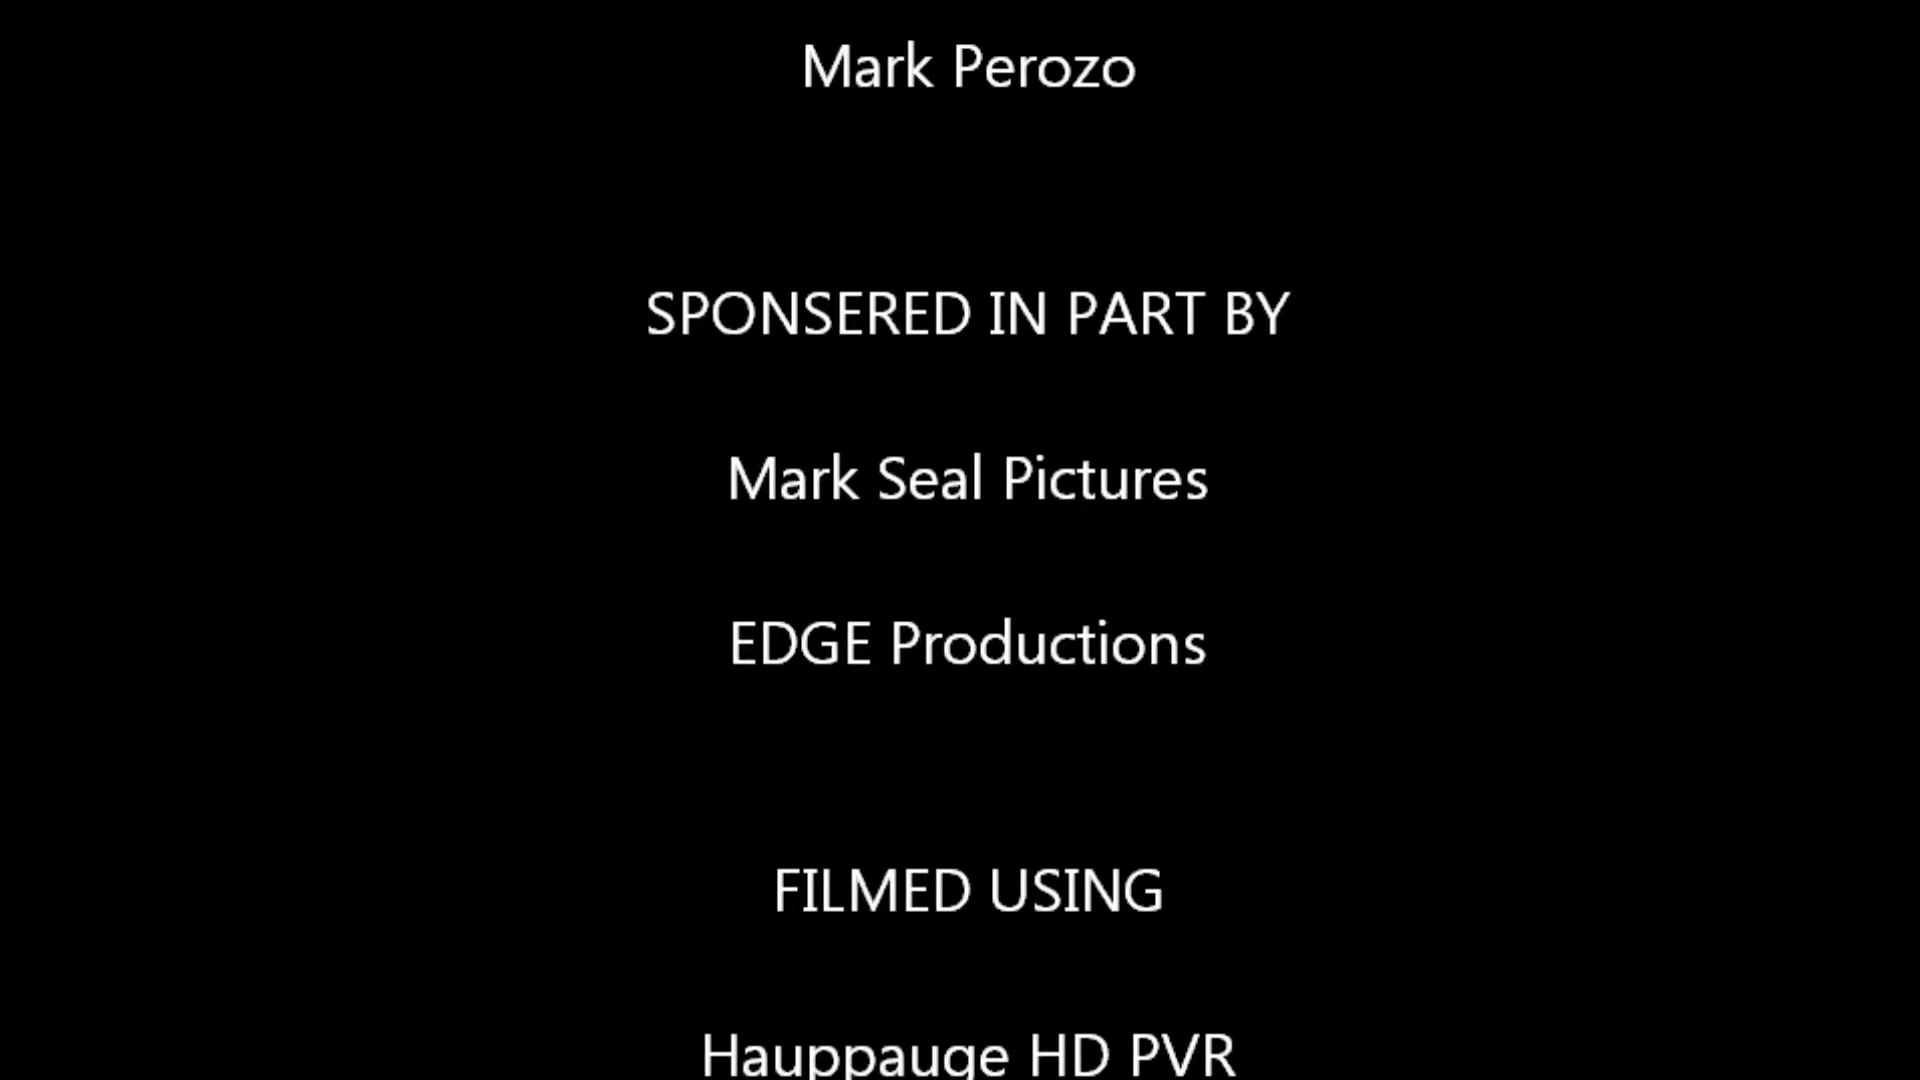 Mark Perozo
SPONSERED IN PART BY
Mark Seal Pictures
EDGE Productions
FILMED USING
Hauppauge HD PVR